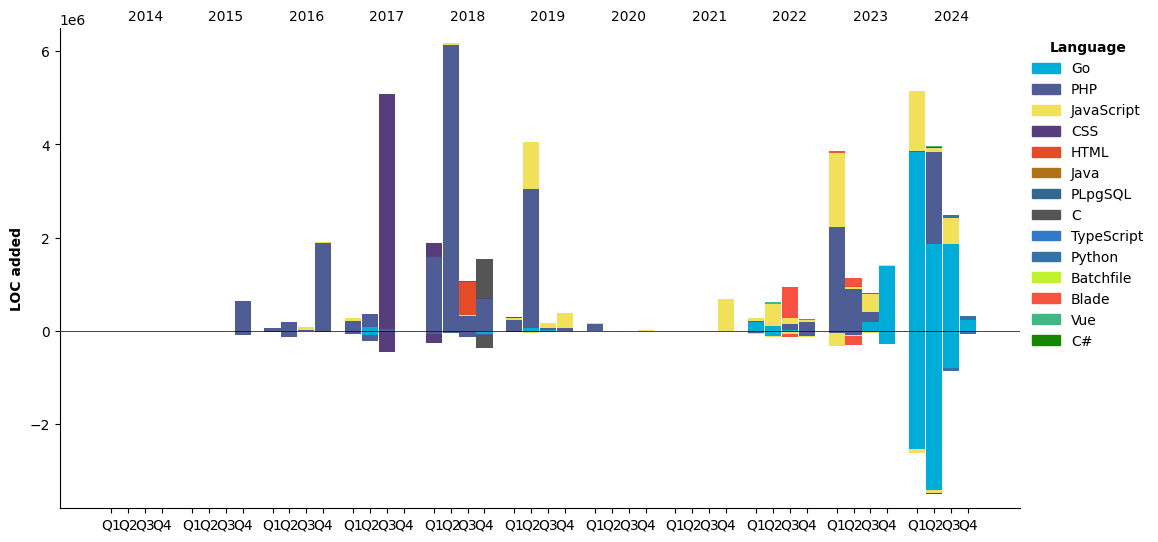 2014 2015 2016 2017 2018 2019 2020 2021 2022 2023 2024
1e6
6
4
2
0
−2
LOC added
Q1Q2Q3Q4 Q1Q2Q3Q4 Q1Q2Q3Q4 Q1Q2Q3Q4 Q1Q2Q3Q4 Q1Q2Q3Q4 Q1Q2Q3Q4 Q1Q2Q3Q4 Q1Q2Q3Q4 Q1Q2Q3Q4 Q1Q2Q3Q4
Language
Go
PHP
JavaScript
CSS
HTML
Java
PLpgSQL
C
TypeScript
Python
Batchfile
Blade
Vue
C#